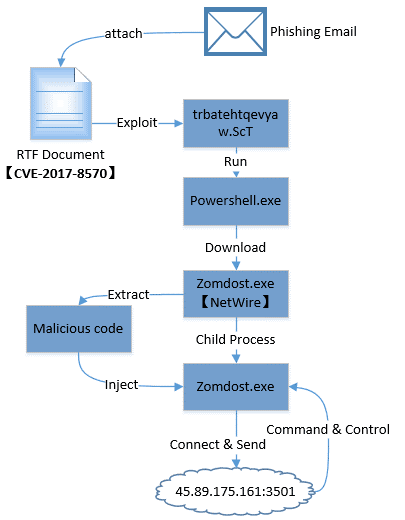 attach
Phishing Email
RTF Document
【CVE-2017-8570】
Exploit
trbatehtqevya
w.ScT
Run
Powershell.exe
Download
Zomdost.exe
【NetWire】
Extract
Malicious code
Child Process
Inject
Zomdost.exe
Command & Control
Connect & Send
45.89.175.161:3501